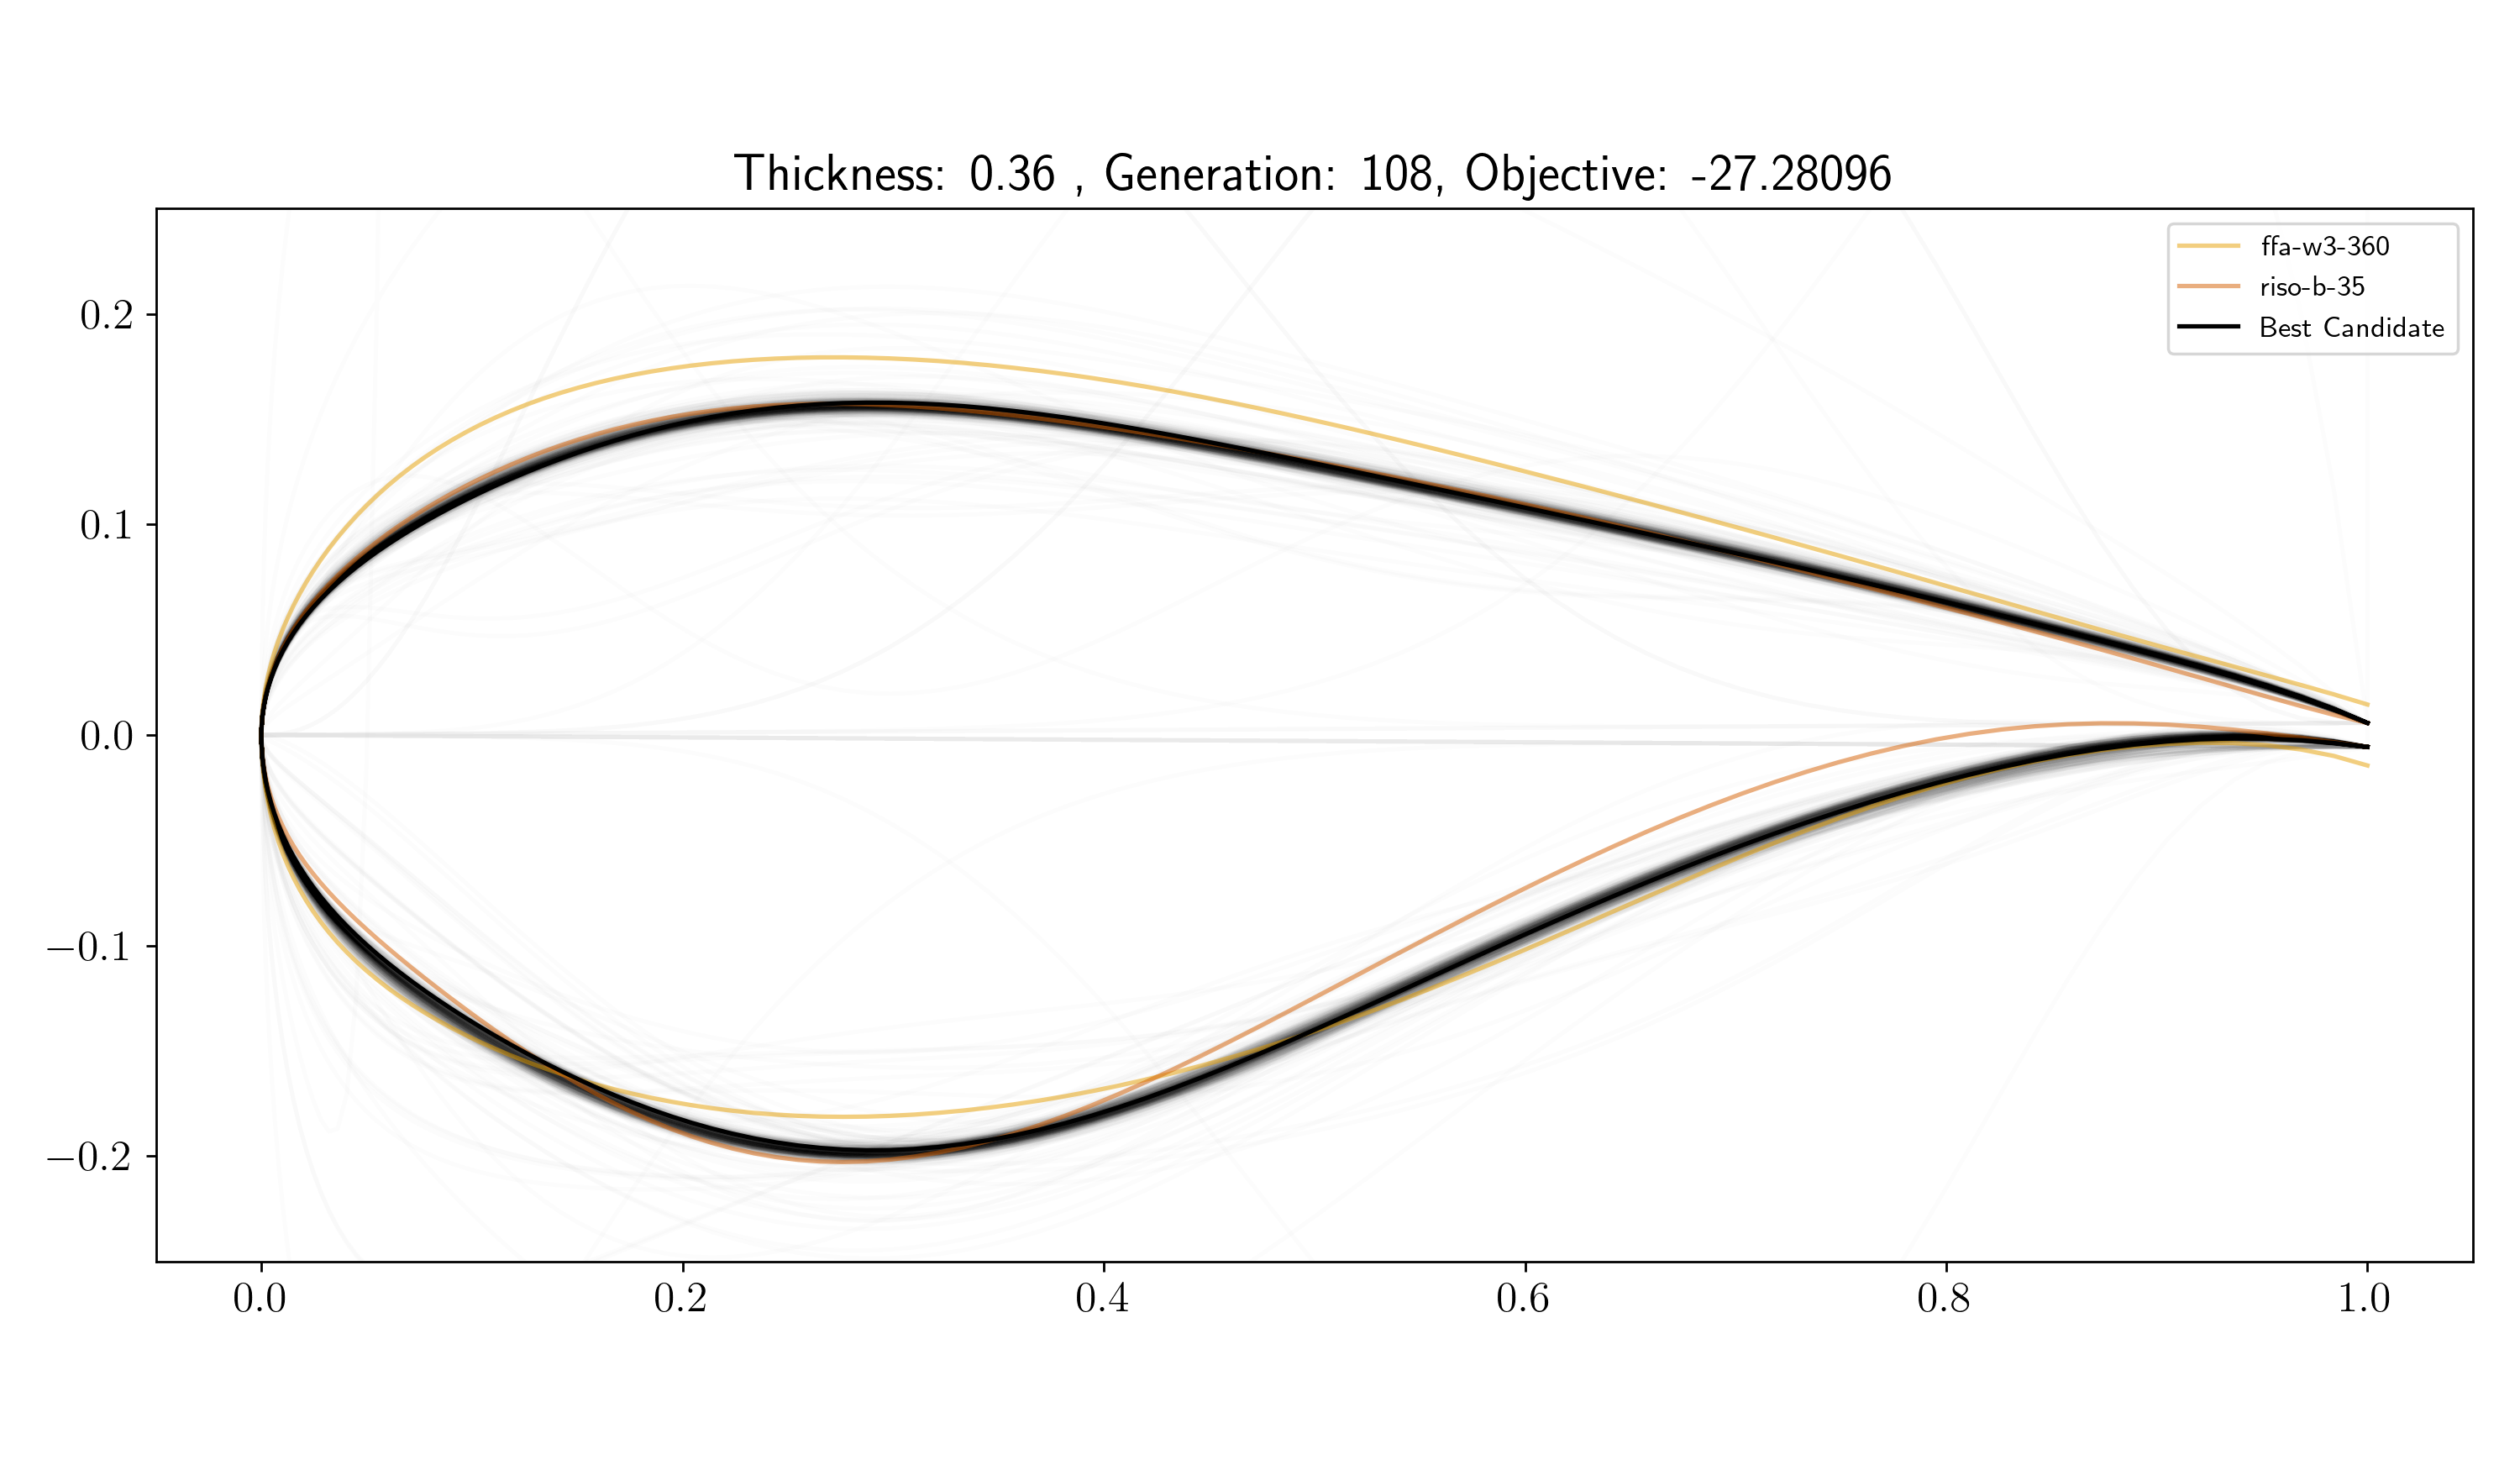 Thickness: 0.36 , Generation: 108, Objective: -27.28096
ffa-w3-360
riso-b-35
Best Candidate
0.2
0.1
0.0
−0.1
−0.2
0.0 0.2 0.4 0.6 0.8 1.0